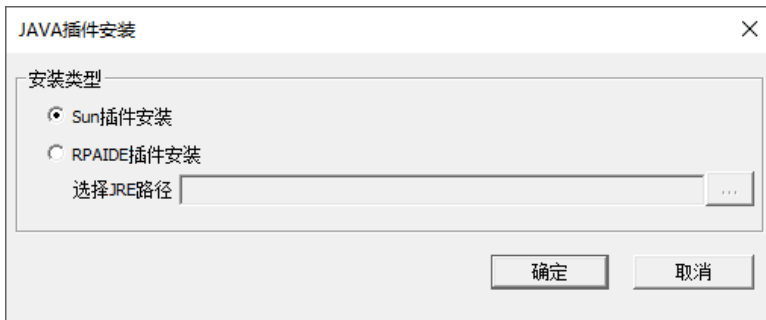 JAVA插件安装
安装类型
Sun插件安装
RPAIDE插件安装
选择JRE路径 ...
确定 取消